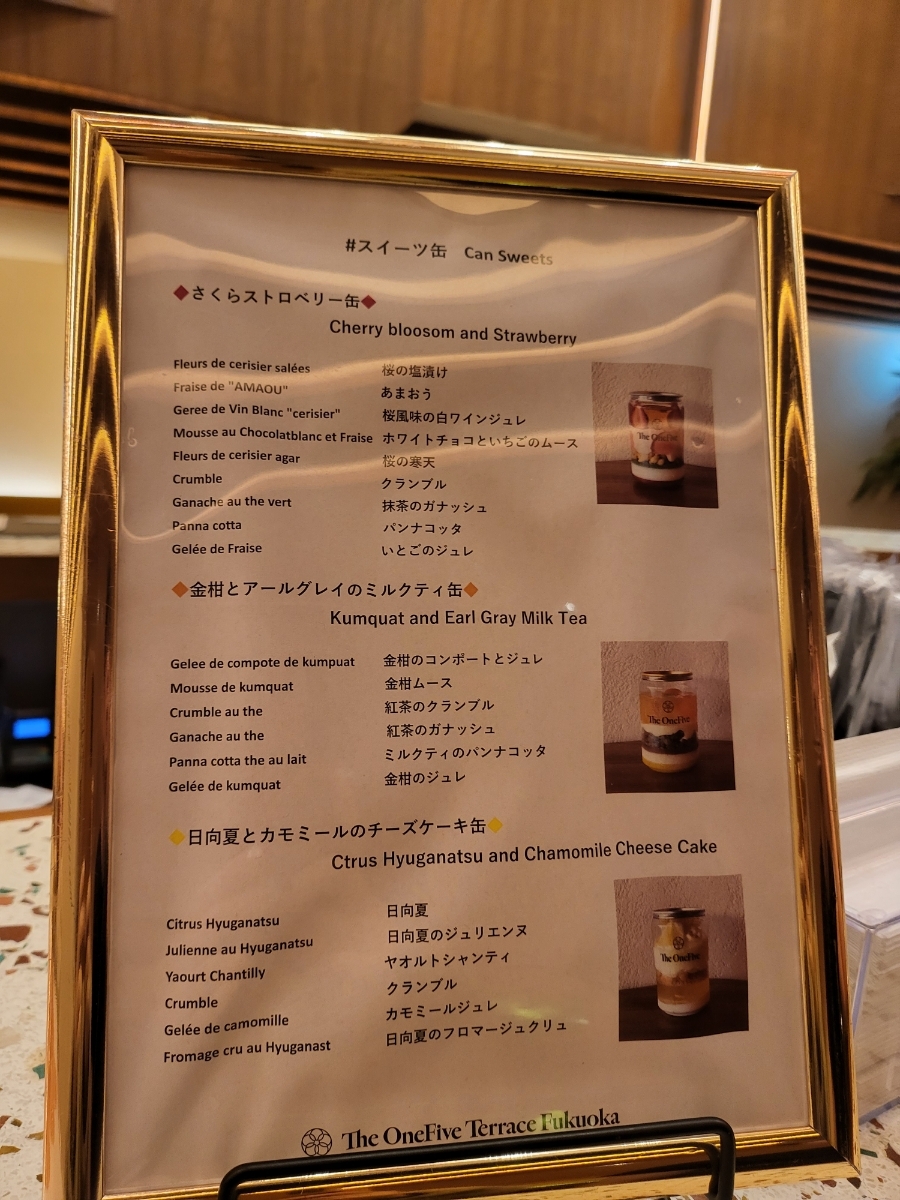 #スイーツ缶 Can Sweets
◆さくらストロベリー缶◆
Cherry bloosom and Strawberry
Fleurs de cerisier salées 桜の塩漬け
Fraise de "AMAOU" あまおう
Geree de Vin Blanc "cerisier" 桜風味の白ワインジュレ
Mousse au Chocolatblanc et Fraise ホワイトチョコといちごのムース
Fleurs de cerisier agar 桜の寒天
Crumble クランブル
Ganache au the vert 抹茶のガナッシュ
Panna cotta パンナコッタ
Gelée de Fraise いとごのジュレ
The OneFive
◆金柑とアールグレイのミルクティ缶◆
Kumquat and Earl Gray Milk Tea
Gelee de compote de kumpuat 金柑のコンポートとジュレ
Mousse de kumquat 金柑ムース
Crumble au the 紅茶のクランブル
Ganache au the 紅茶のガナッシュ
Panna cotta the au lait ミルクティのパンナコッタ
Gelée de kumquat 金柑のジュレ
The OneFive
◆日向夏とカモミールのチーズケーキ缶◆
Ctrus Hyuganatsu and Chamomile Cheese Cake
Citrus Hyuganatsu 日向夏
Julienne au Hyuganatsu 日向夏のジュリエンヌ
Yaourt Chantilly ヤオルトシャンティ
Crumble クランブル
Gelée de camomille カモミールジュレ
Fromage cru au Hyuganast 日向夏のフロマージュクリュ
The OneFive
The OneFive Terrace Fukuoka